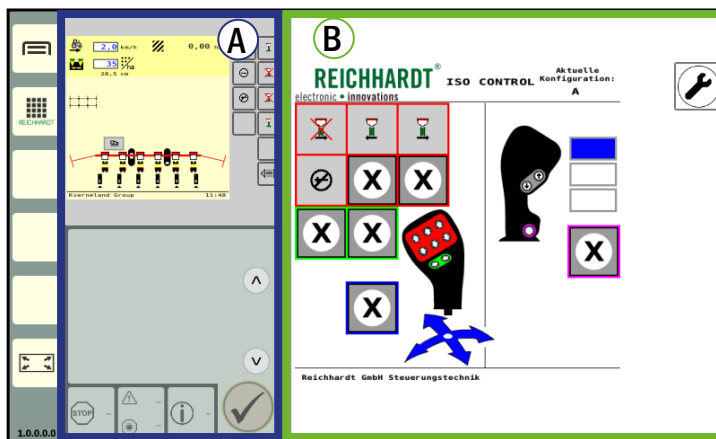 A
B
2,0 km/h
0,00 h
35
28,5 cm
REICHHARDT
Kverneland Group 11:48
STOP
1.0.0.0.0
REICHHARDT®
electronic • innovations
ISO CONTROL
Aktuelle
Konfiguration:
A
X X
X X
X
X
Reichhardt GmbH Steuerungstechnik